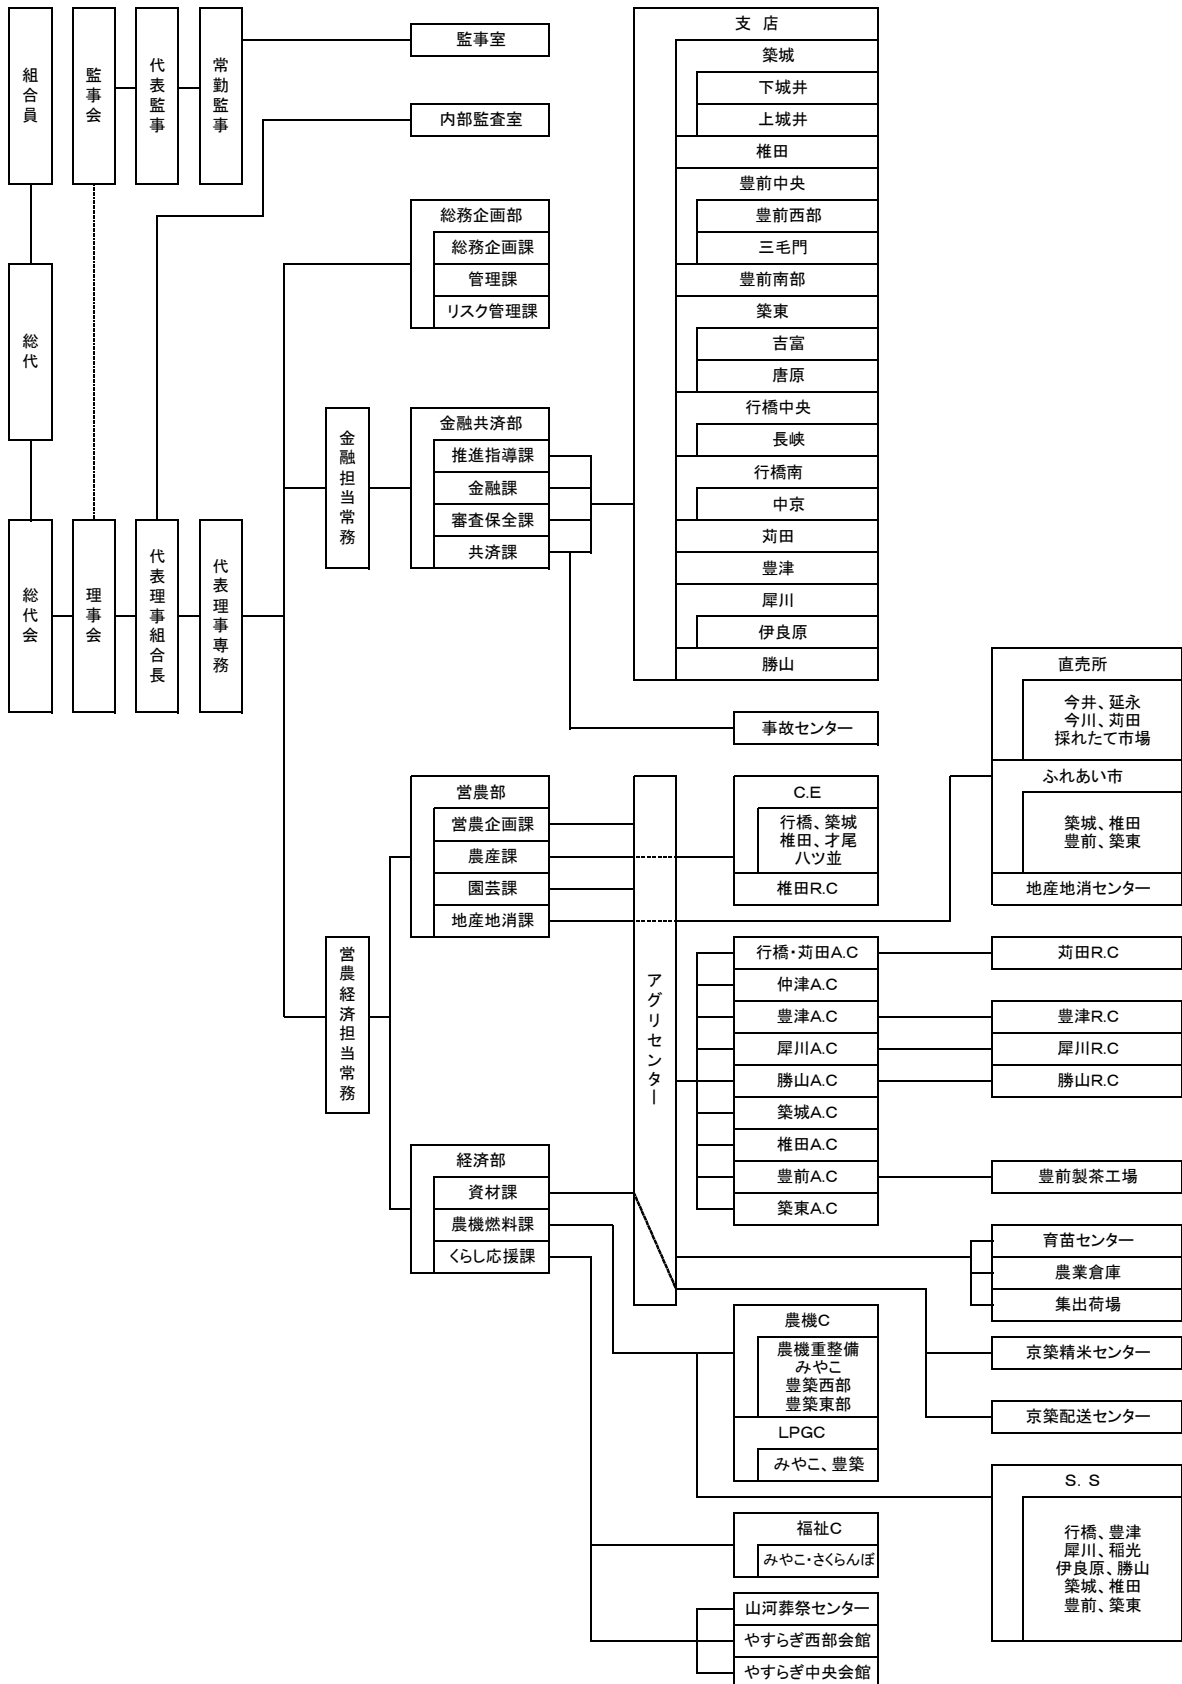 組合員
監事会
代表監事
常勤監事
監事室
内部監査室
総代
総代会
理事会
代表理事組合長
代表理事専務
総務企画部
総務企画課
管理課
リスク管理課
金融担当常務
金融共済部
推進指導課
金融課
審査保全課
共済課
支 店
築城
下城井
上城井
椎田
豊前中央
豊前西部
三毛門
豊前南部
築東
吉富
唐原
行橋中央
長峡
行橋南
中京
苅田
豊津
犀川
伊良原
勝山
事故センター
営農経済担当常務
営農部
営農企画課
農産課
園芸課
地産地消課
経済部
資材課
農機燃料課
くらし応援課
アグリセンター
C.E
行橋、築城
椎田、才尾
八ツ並
椎田R.C
直売所
今井、延永
今川、苅田
採れたて市場
ふれあい市
築城、椎田
豊前、築東
地産地消センター
行橋・苅田A.C
仲津A.C
豊津A.C
犀川A.C
勝山A.C
築城A.C
椎田A.C
豊前A.C
築東A.C
苅田R.C
豊津R.C
犀川R.C
勝山R.C
豊前製茶工場
育苗センター
農業倉庫
集出荷場
京築精米センター
京築配送センター
農機C
農機重整備
みやこ
豊築西部
豊築東部
LPGC
みやこ、豊築
S. S
行橋、豊津
犀川、稲光
伊良原、勝山
築城、椎田
豊前、築東
福祉C
みやこ・さくらんぼ
山河葬祭センター
やすらぎ西部会館
やすらぎ中央会館